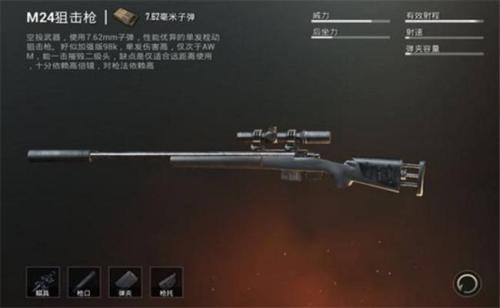 M24狙击枪
7.62毫米子弹
空投武器，使用7.62mm子弹，性能优异的单发栓动
狙击枪。好似加强版98k，单发伤害高，仅次于AW
M，能一击摧毁二级头，缺点是仅适合远距离使用
，十分依赖高倍镜，对枪法依赖高
威力
后坐力
有效射程
射速
弹夹容量
瞄具
枪口
弹夹
枪托